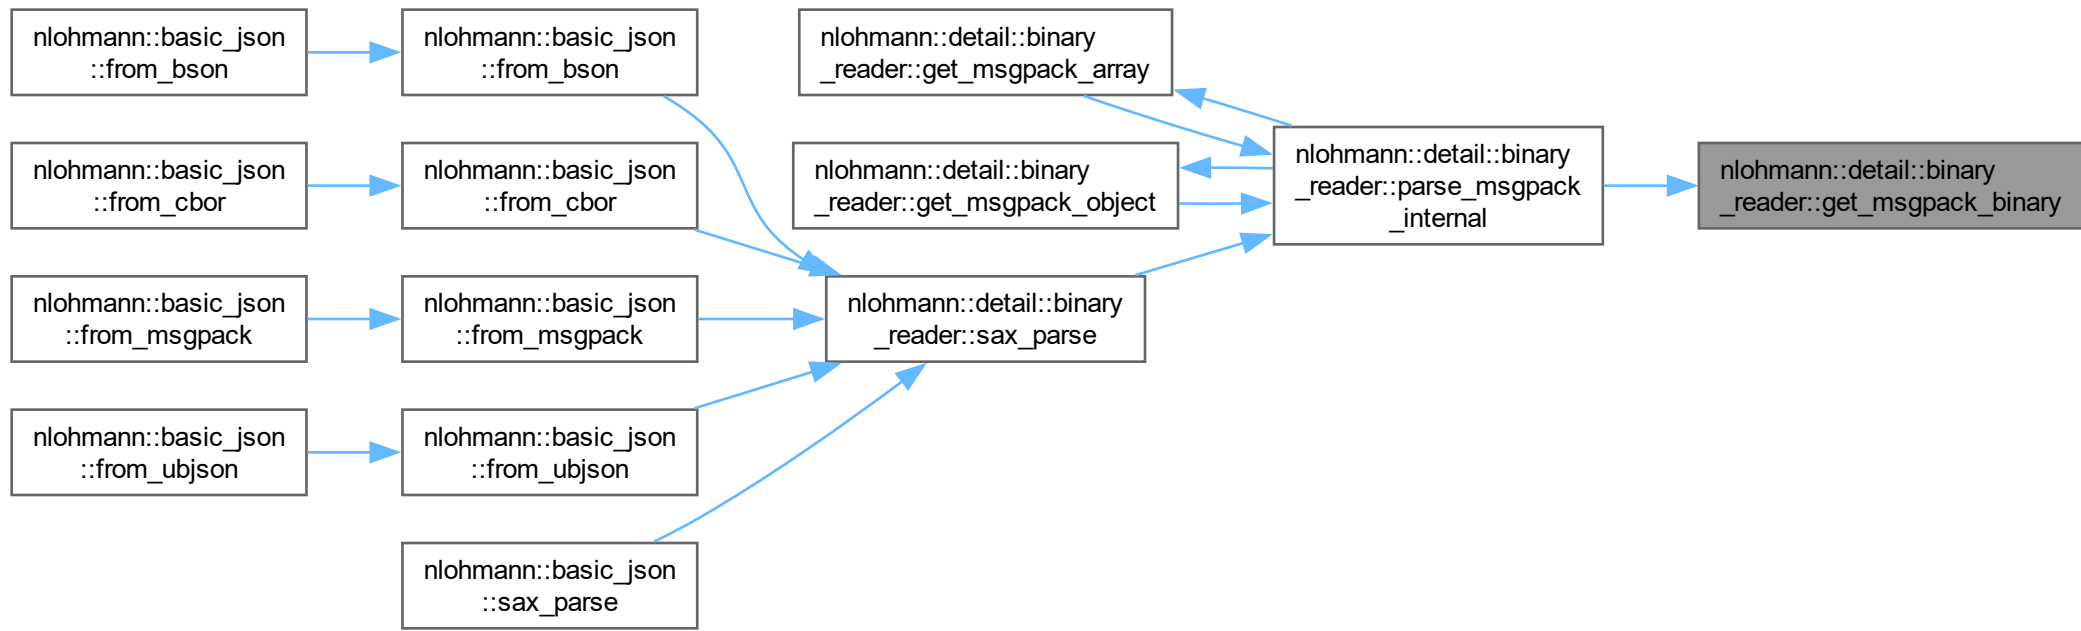 nlohmann::basic_json
::from_bson
nlohmann::basic_json
::from_bson
nlohmann::detail::binary
_reader::get_msgpack_array
nlohmann::basic_json
::from_cbor
nlohmann::basic_json
::from_cbor
nlohmann::detail::binary
_reader::get_msgpack_object
nlohmann::detail::binary
_reader::parse_msgpack
_internal
nlohmann::detail::binary
_reader::get_msgpack_binary
nlohmann::basic_json
::from_msgpack
nlohmann::basic_json
::from_msgpack
nlohmann::detail::binary
_reader::sax_parse
nlohmann::basic_json
::from_ubjson
nlohmann::basic_json
::from_ubjson
nlohmann::basic_json
::sax_parse